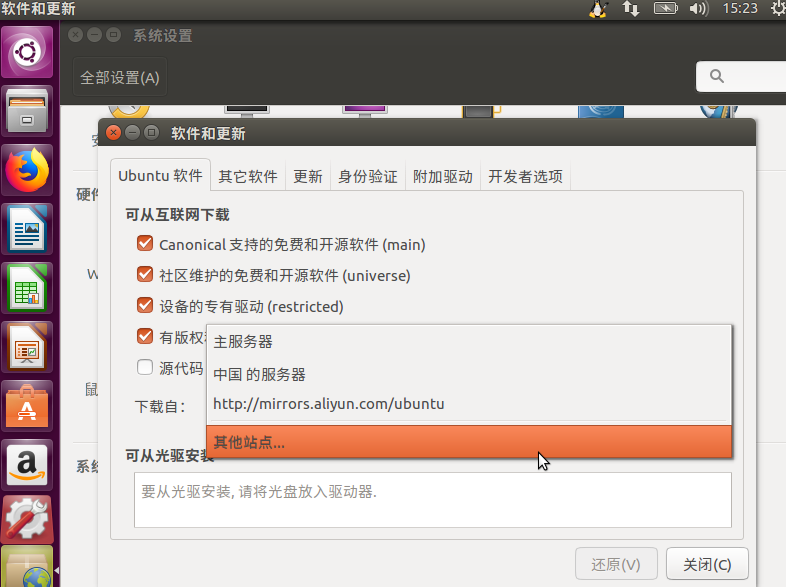 软件和更新
15:23
系统设置
全部设置(A)
硬件
软件和更新
Ubuntu 软件 其它软件 更新 身份验证 附加驱动 开发者选项
可从互联网下载
Canonical 支持的免费和开源软件 (main)
社区维护的免费和开源软件 (universe)
设备的专有驱动 (restricted)
有版权
主服务器
源代码
中国 的服务器
下载自：
http://mirrors.aliyun.com/ubuntu
鼠
其他站点...
可从光驱安装
系统
要从光驱安装, 请将光盘放入驱动器.
还原(V)
关闭(C)